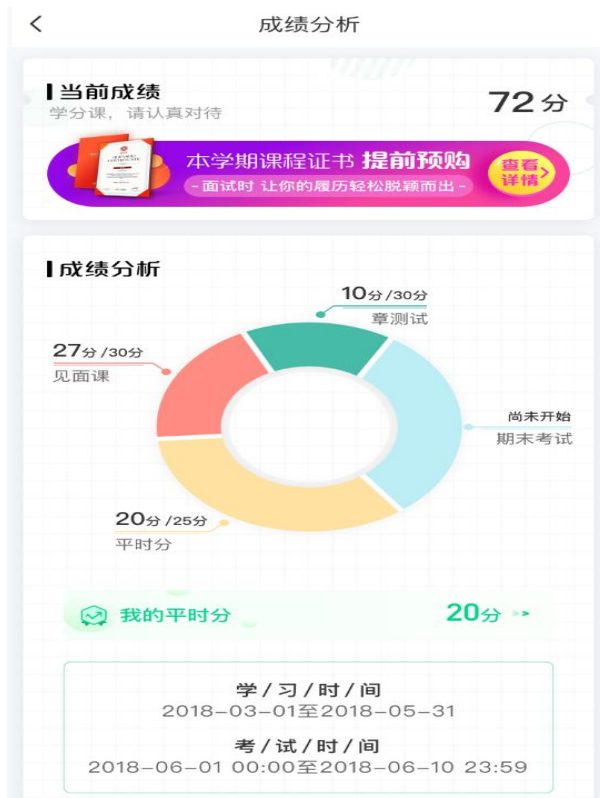 成绩分析
当前成绩
学分课，请认真对待
72分
本学期课程证书 提前预购
-面试时 让你的履历轻松脱颖而出-
查看
详情
成绩分析
10分/30分
章测试
27分/30分
见面课
尚未开始
期末考试
20分/25分
平时分
我的平时分
20分
学/习/时/间
2018-03-01至2018-05-31
考/试/时/间
2018-06-01 00:00至2018-06-10 23:59